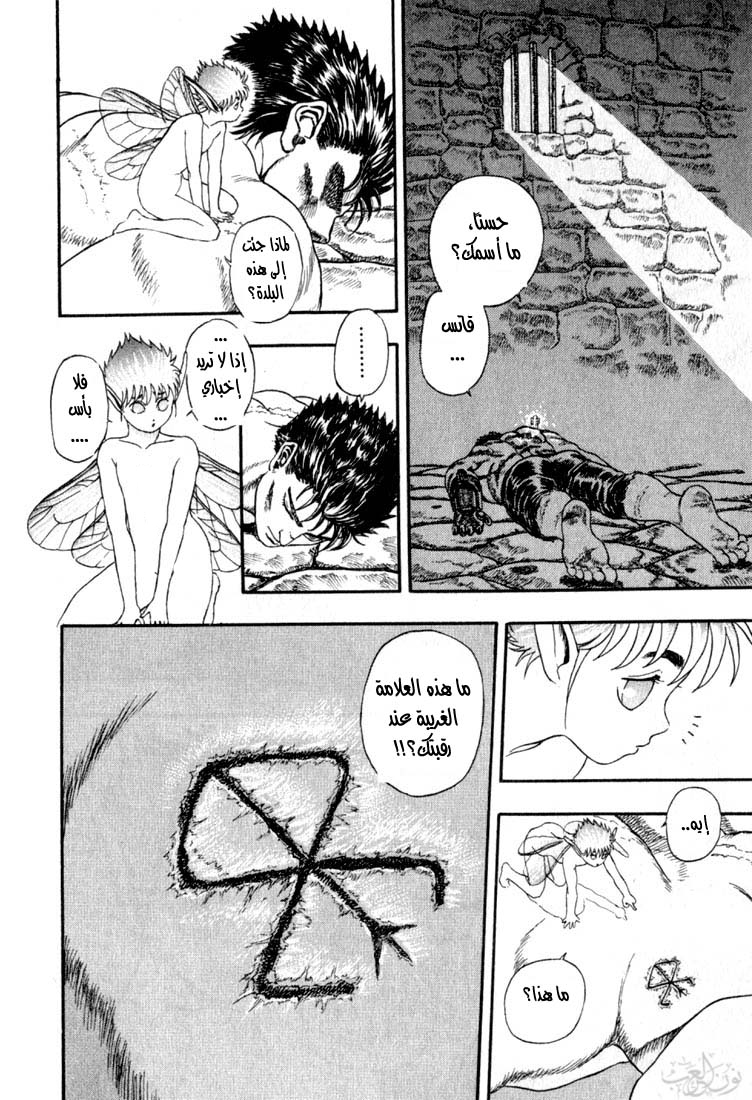 حسنًا،
ما أسمك؟
قاتس
...
لماذا جئت
إلى هذه
البلدة؟
........
...
إذا لا تريد
إخباري
...
فلا
بأس
....
إيه..
ما هذا؟
ما هذه العلامة
الغريبة عند
رقبتك؟!!